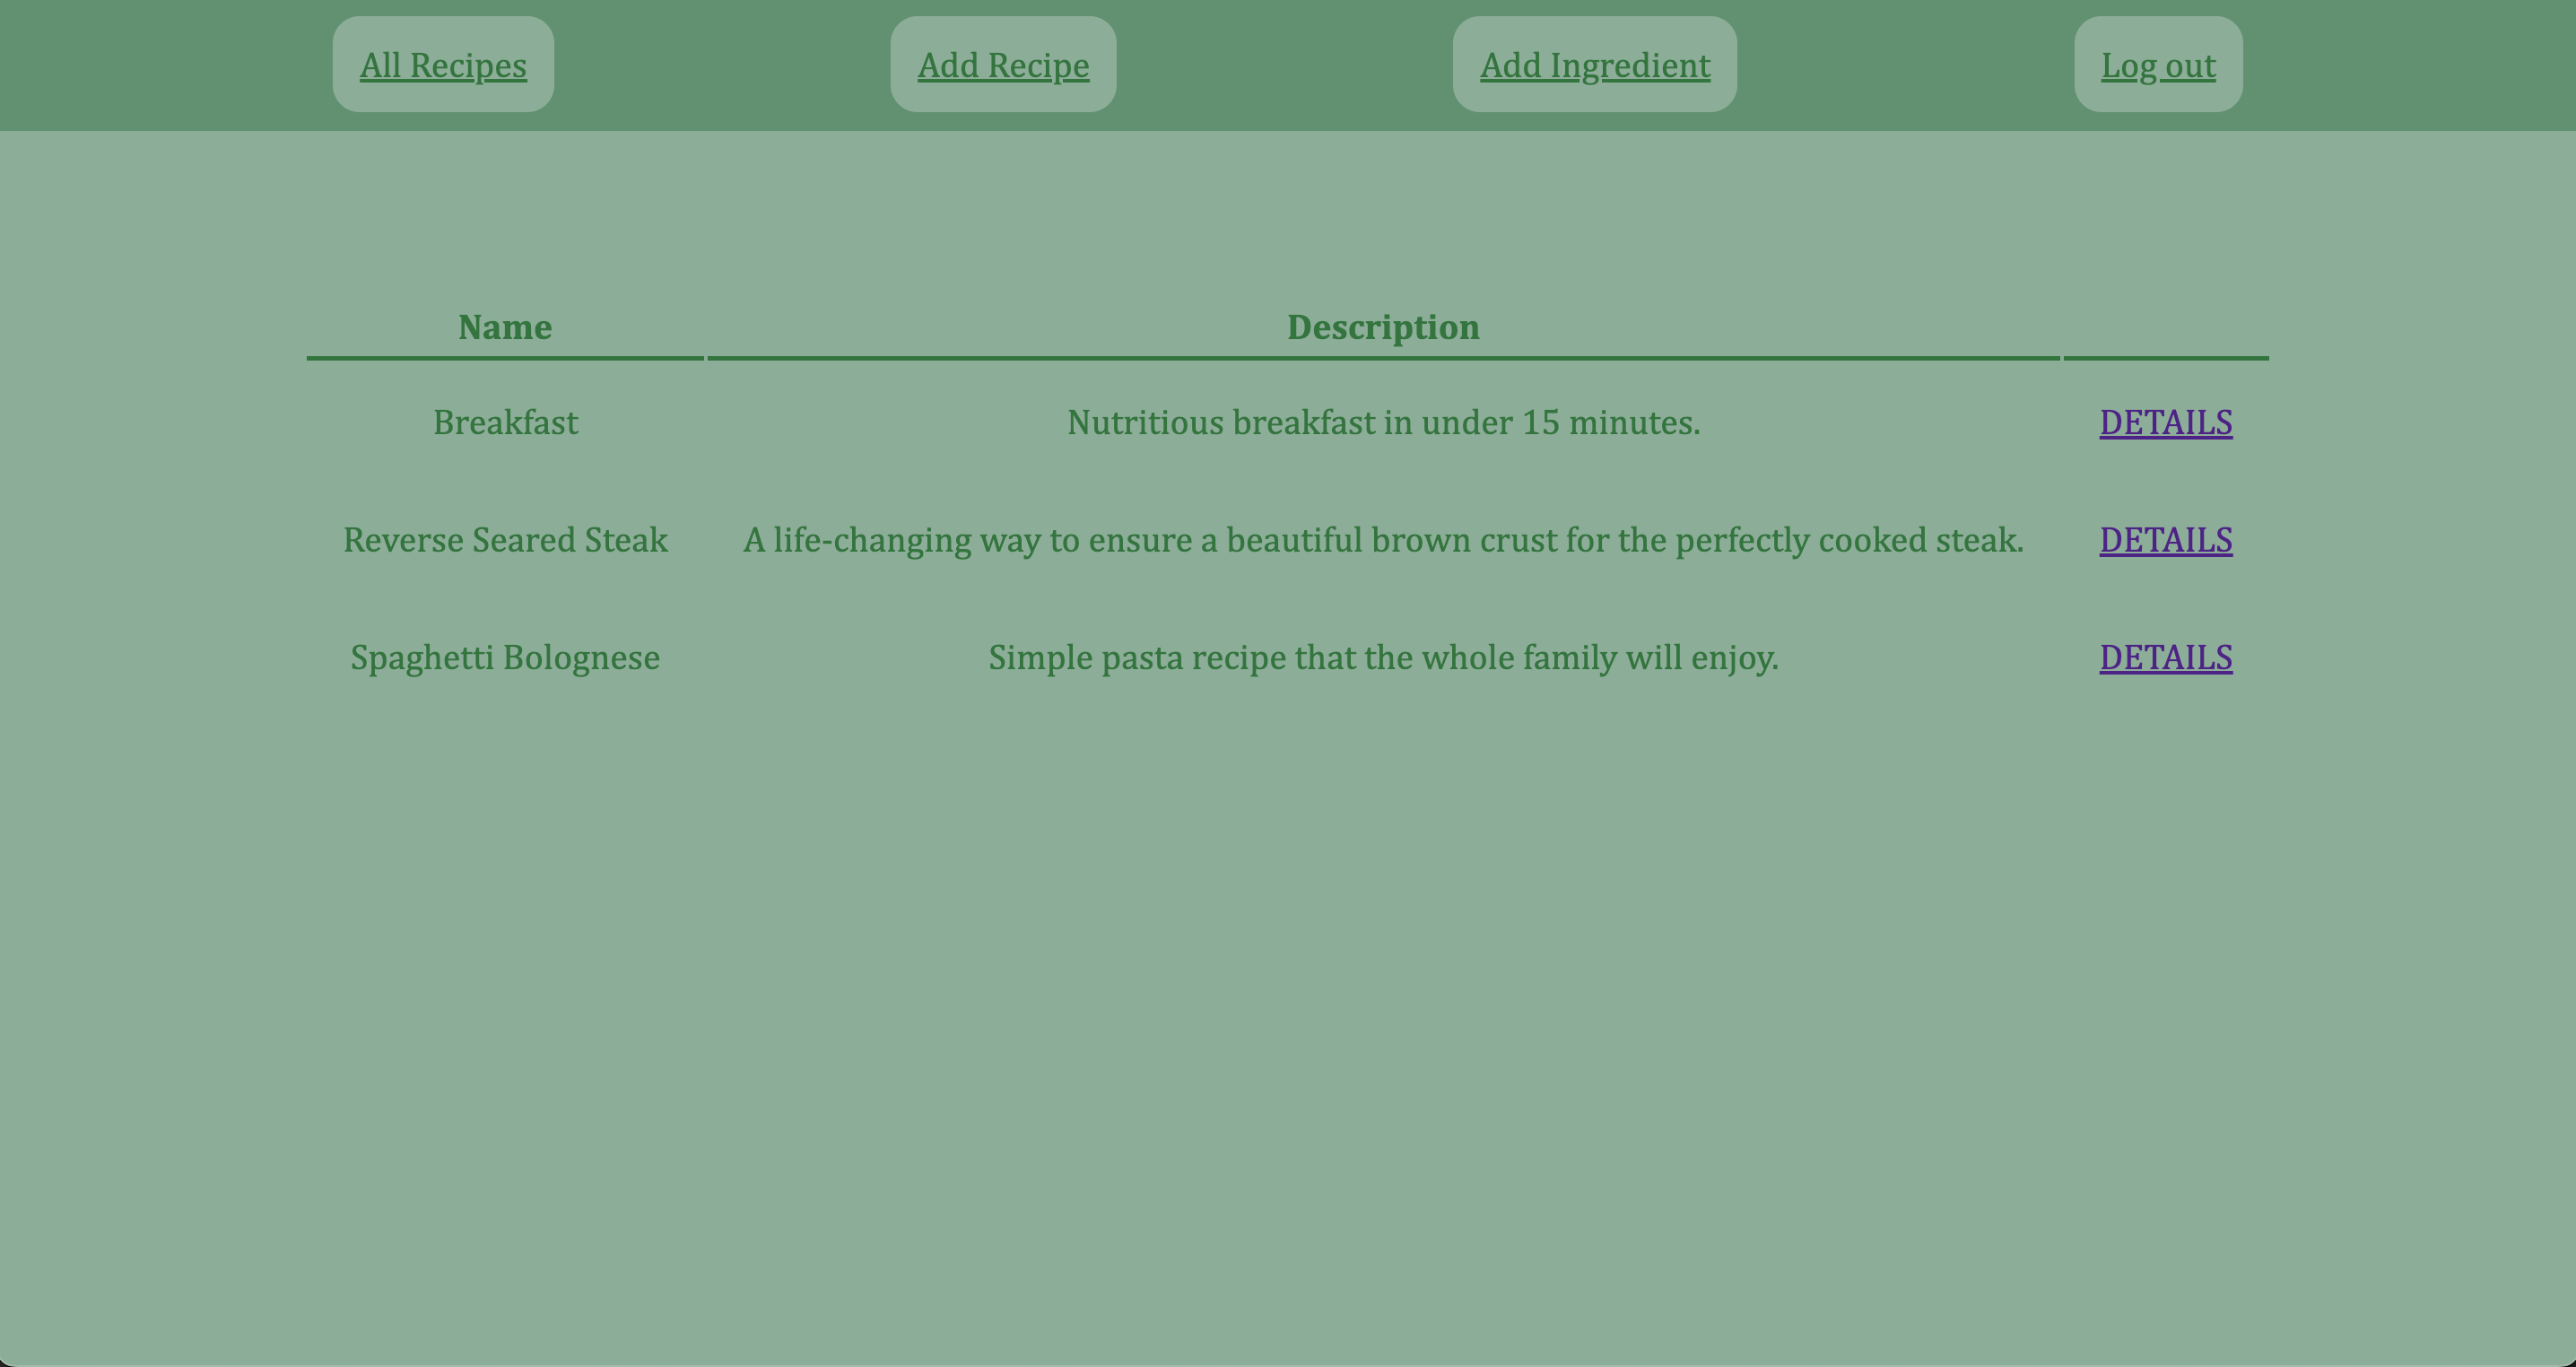 All Recipes Add Recipe Add Ingredient Log out
Name Description
Breakfast Nutritious breakfast in under 15 minutes. DETAILS
Reverse Seared Steak A life-changing way to ensure a beautiful brown crust for the perfectly cooked steak. DETAILS
Spaghetti Bolognese Simple pasta recipe that the whole family will enjoy. DETAILS